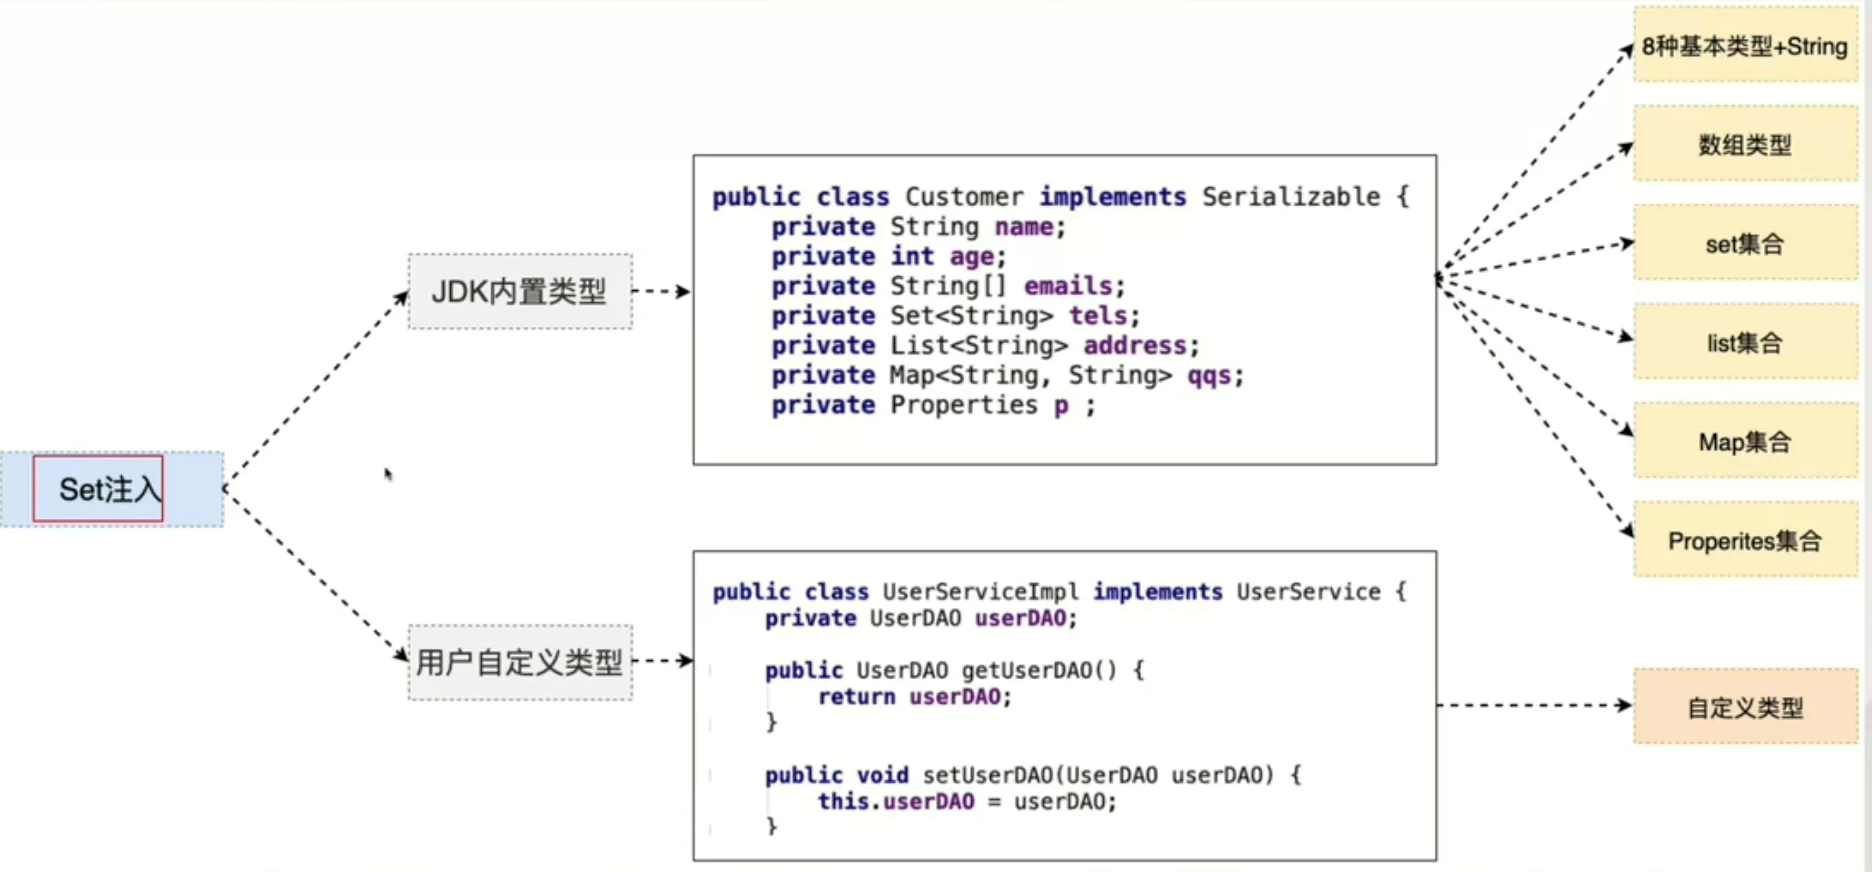 Set注入
JDK内置类型
用户自定义类型
public class Customer implements Serializable {
private String name;
private int age;
private String[] emails;
private Set<String> tels;
private List<String> address;
private Map<String, String> qqs;
private Properties p ;
public class UserServiceImpl implements UserService {
private UserDAO userDAO;
public UserDAO getUserDAO() {
return userDAO;
}
public void setUserDAO(UserDAO userDAO) {
this.userDAO = userDAO;
}
8种基本类型+String
数组类型
set集合
list集合
Map集合
Properites集合
自定义类型